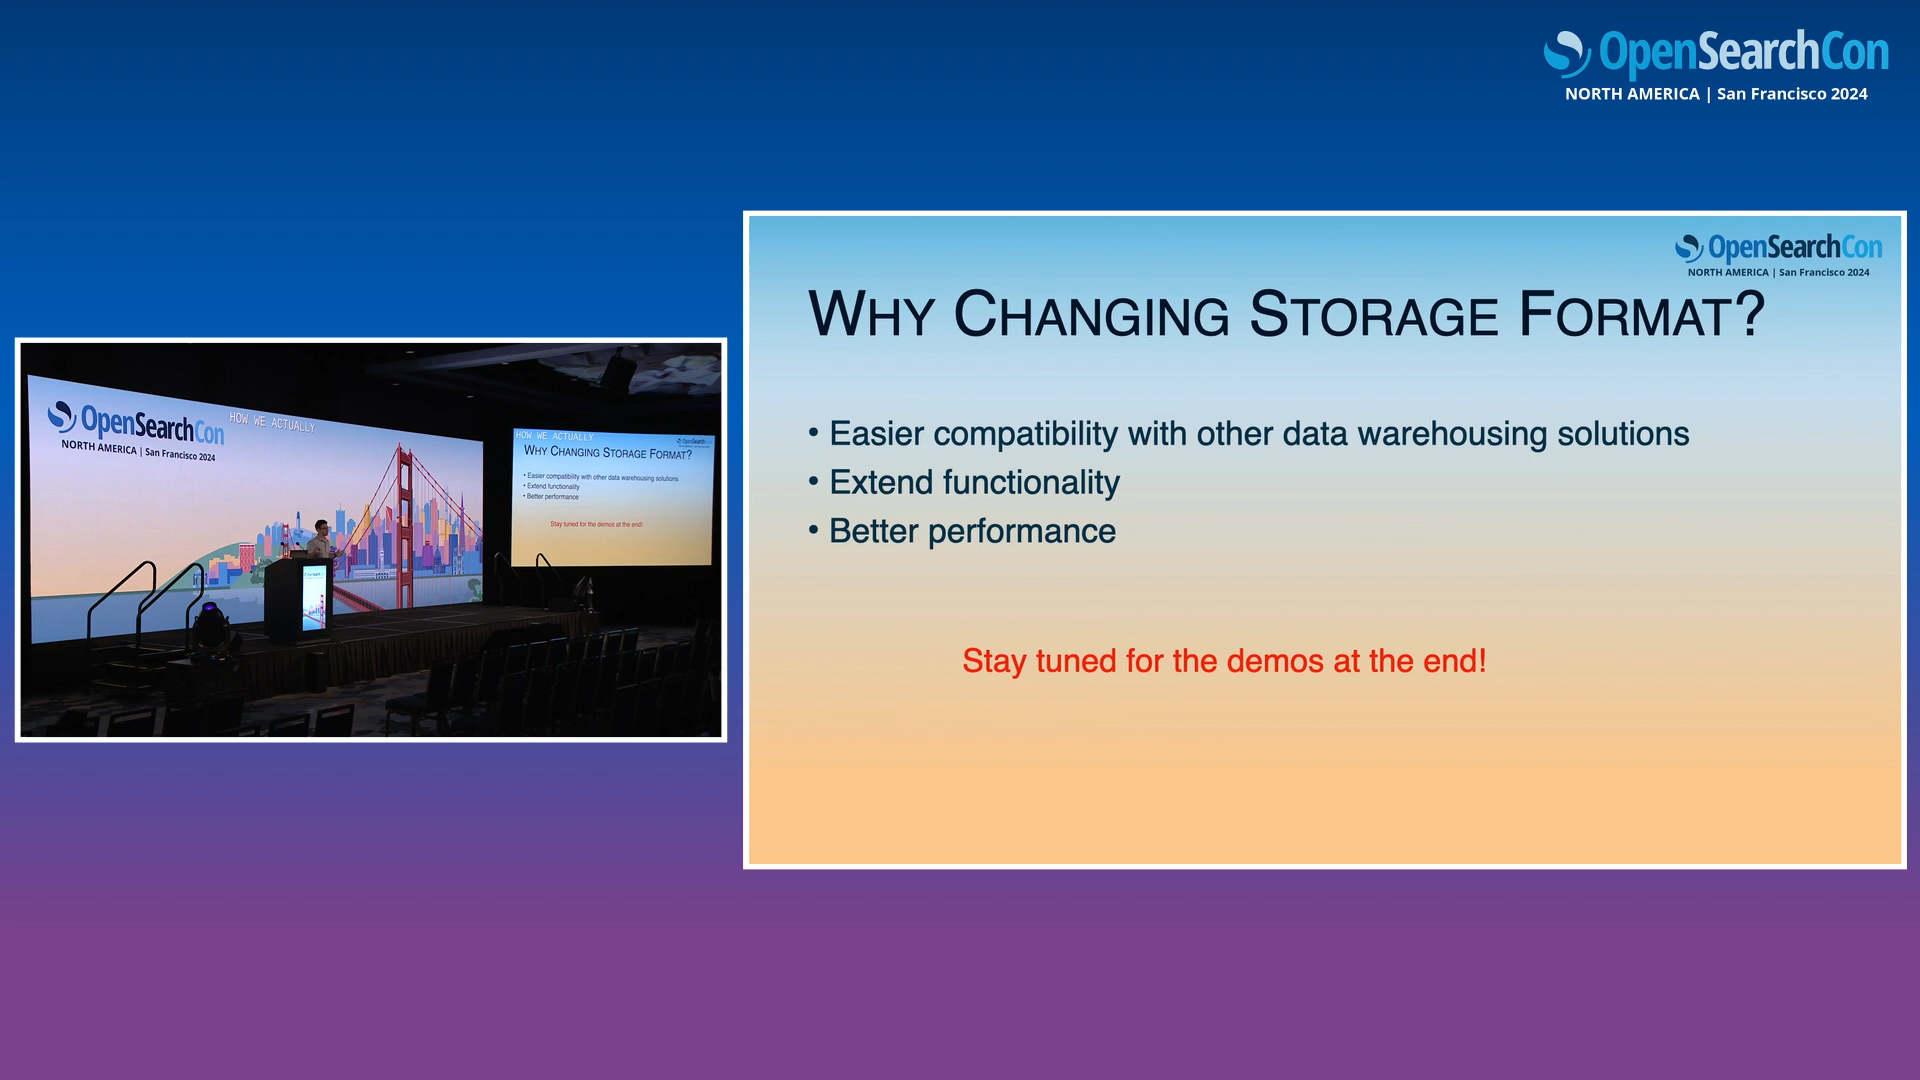 OpenSearchCon
NORTH AMERICA | San Francisco 2024
OpenSearchCon
NORTH AMERICA | San Francisco 2024
WHY CHANGING STORAGE FORMAT?
• Easier compatibility with other data warehousing solutions
• Extend functionality
• Better performance
Stay tuned for the demos at the end!
OpenSearchCon
NORTH AMERICA | San Francisco 2024
HOW WE ACTUALLY
HOW WE ACTUALLY
OpenSearchCon
WHY CHANGING STORAGE FORMAT?
• Easier compatibility with other data warehousing solutions
• Extend functionality
• Better performance
Stay tuned for the demos at the end!